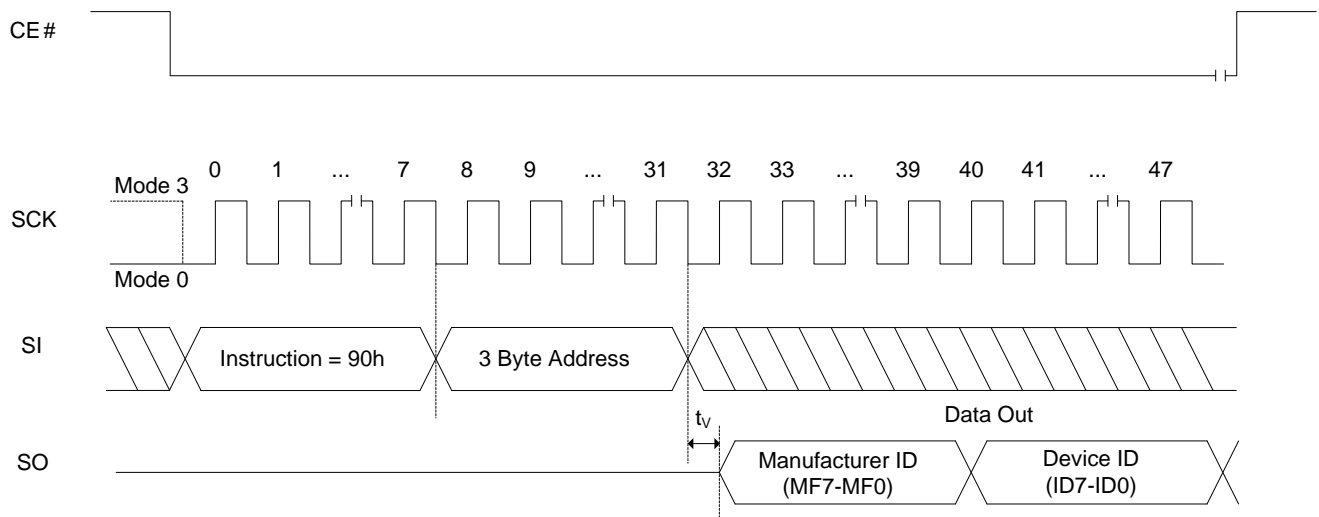 CE#
0 1 ... 7 8 9 ... 31 32 33 ... 39 40 41 ... 47
Mode 3
SCK
Mode 0
SI
Instruction = 90h
3 Byte Address
tV
Data Out
SO
Manufacturer ID
(MF7-MF0)
Device ID
(ID7-ID0)